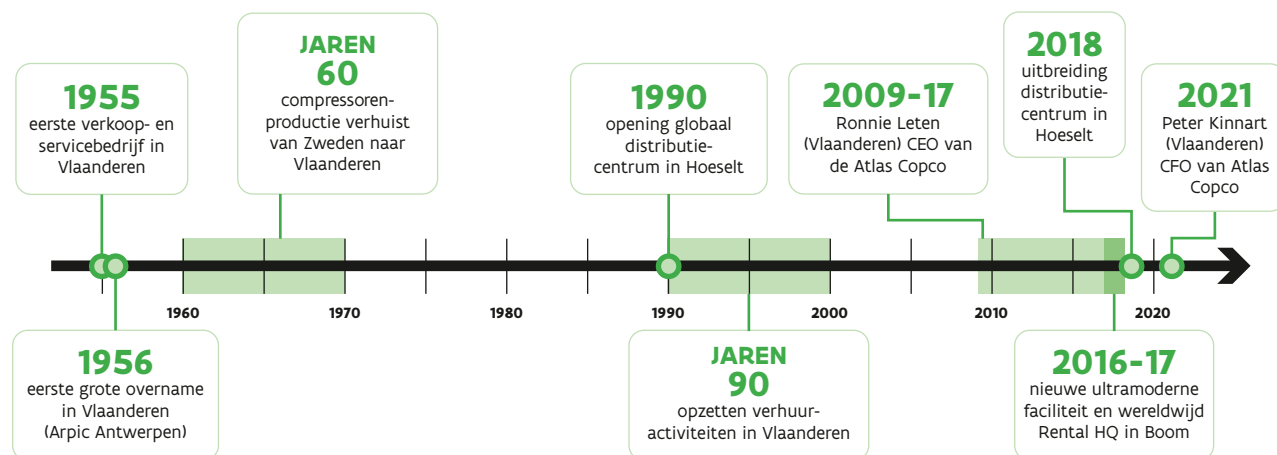 1955
eerste verkoop- en
servicebedrijf in
Vlaanderen
JAREN
60
compressoren-
productie verhuist
van Zweden naar
Vlaanderen
1990
opening globaal
distributie-
centrum in Hoeselt
2009-17
Ronnie Leten
(Vlaanderen) CEO van
de Atlas Copco
2018
uitbreiding
distributie-
centrum in
Hoeselt
2021
Peter Kinnart
(Vlaanderen)
CFO van Atlas
Copco
1960
1970
1980
1990
2000
2010
2020
1956
eerste grote overname
in Vlaanderen
(Arpic Antwerpen)
JAREN
90
opzetten verhuur-
activiteiten in Vlaanderen
2016-17
nieuwe ultramoderne
faciliteit en wereldwijd
Rental HQ in Boom